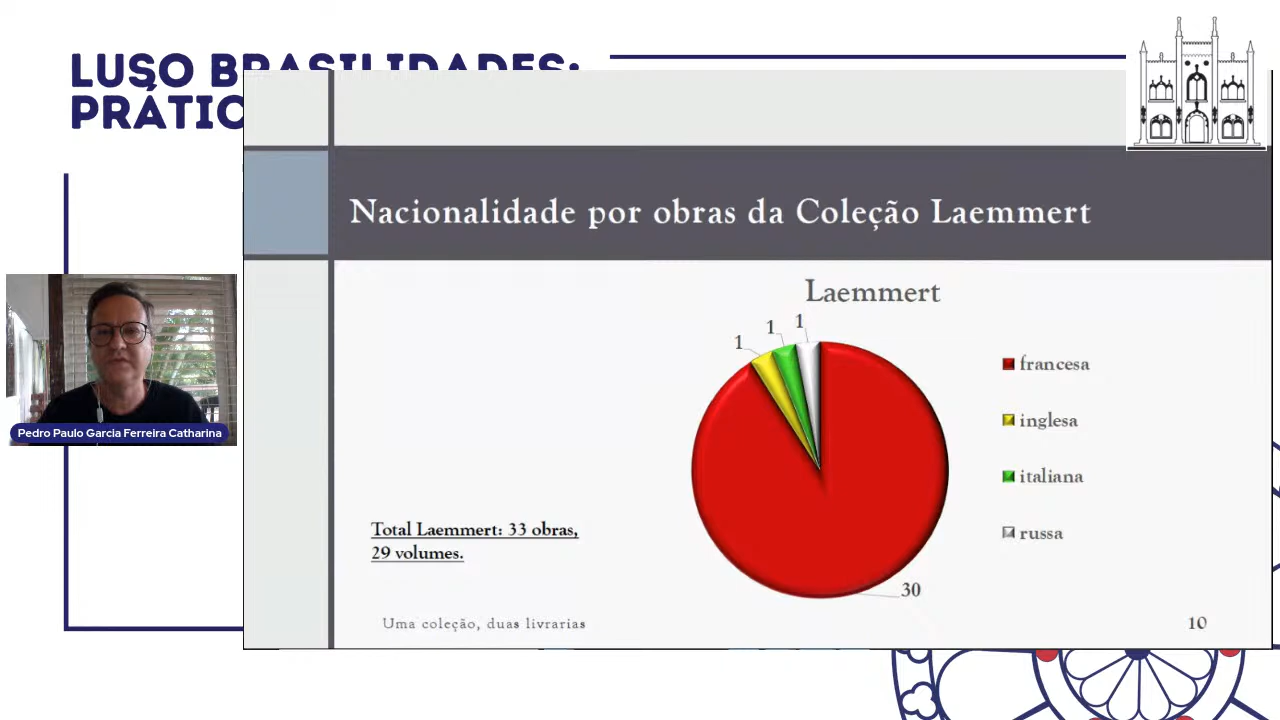 LUSO BRASILIDADES:
PRÁTIC
Nacionalidade por obras da Coleção Laemmert
Laemmert
1
1
1
francesa
inglesa
italiana
russa
30
Total Laemmert: 33 obras,
29 volumes.
Pedro Paulo Garcia Ferreira Catharina
Uma coleção, duas livrarias
10